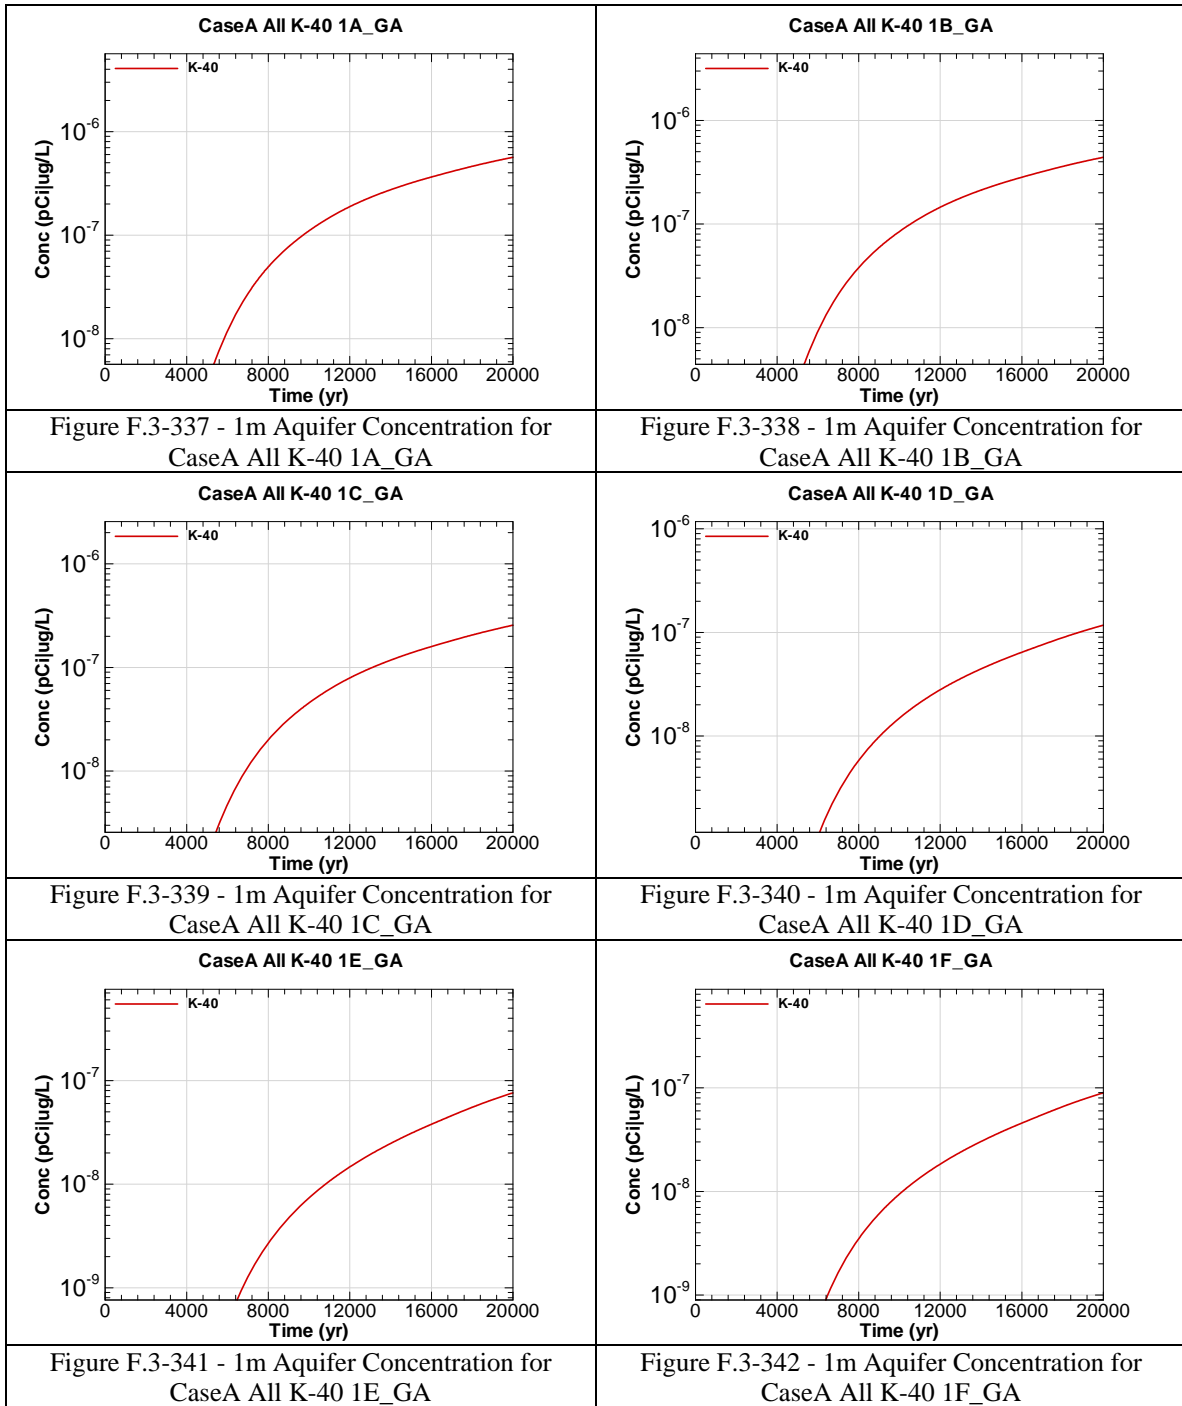 CaseA All K-40 1A_GA
K-40
10^-6
10^-7
10^-8
Conc (pCi|ug/L)
0 4000 8000 12000 16000 20000
Time (yr)
Figure F.3-337 - 1m Aquifer Concentration for
CaseA All K-40 1A_GA
CaseA All K-40 1B_GA
K-40
10^-6
10^-7
10^-8
Conc (pCi|ug/L)
0 4000 8000 12000 16000 20000
Time (yr)
Figure F.3-338 - 1m Aquifer Concentration for
CaseA All K-40 1B_GA
CaseA All K-40 1C_GA
K-40
10^-6
10^-7
10^-8
Conc (pCi|ug/L)
0 4000 8000 12000 16000 20000
Time (yr)
Figure F.3-339 - 1m Aquifer Concentration for
CaseA All K-40 1C_GA
CaseA All K-40 1D_GA
10^-6
K-40
10^-7
10^-8
Conc (pCi|ug/L)
0 4000 8000 12000 16000 20000
Time (yr)
Figure F.3-340 - 1m Aquifer Concentration for
CaseA All K-40 1D_GA
CaseA All K-40 1E_GA
K-40
10^-7
10^-8
10^-9
Conc (pCi|ug/L)
0 4000 8000 12000 16000 20000
Time (yr)
Figure F.3-341 - 1m Aquifer Concentration for
CaseA All K-40 1E_GA
CaseA All K-40 1F_GA
K-40
10^-7
10^-8
10^-9
Conc (pCi|ug/L)
0 4000 8000 12000 16000 20000
Time (yr)
Figure F.3-342 - 1m Aquifer Concentration for
CaseA All K-40 1F_GA